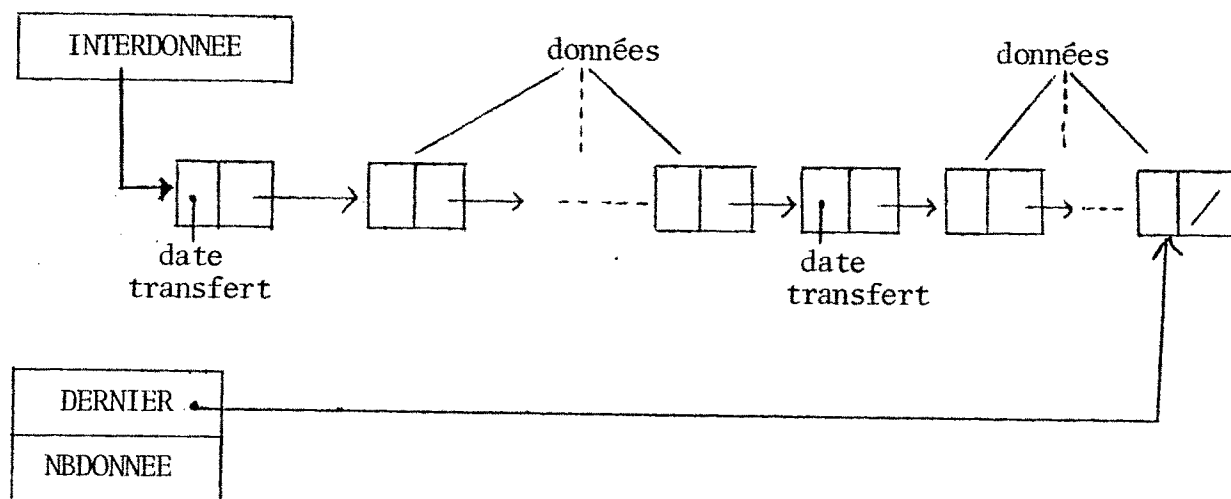 INTERDONNEE
données
données
date
transfert
date
transfert
DERNIER
NBDONNEE